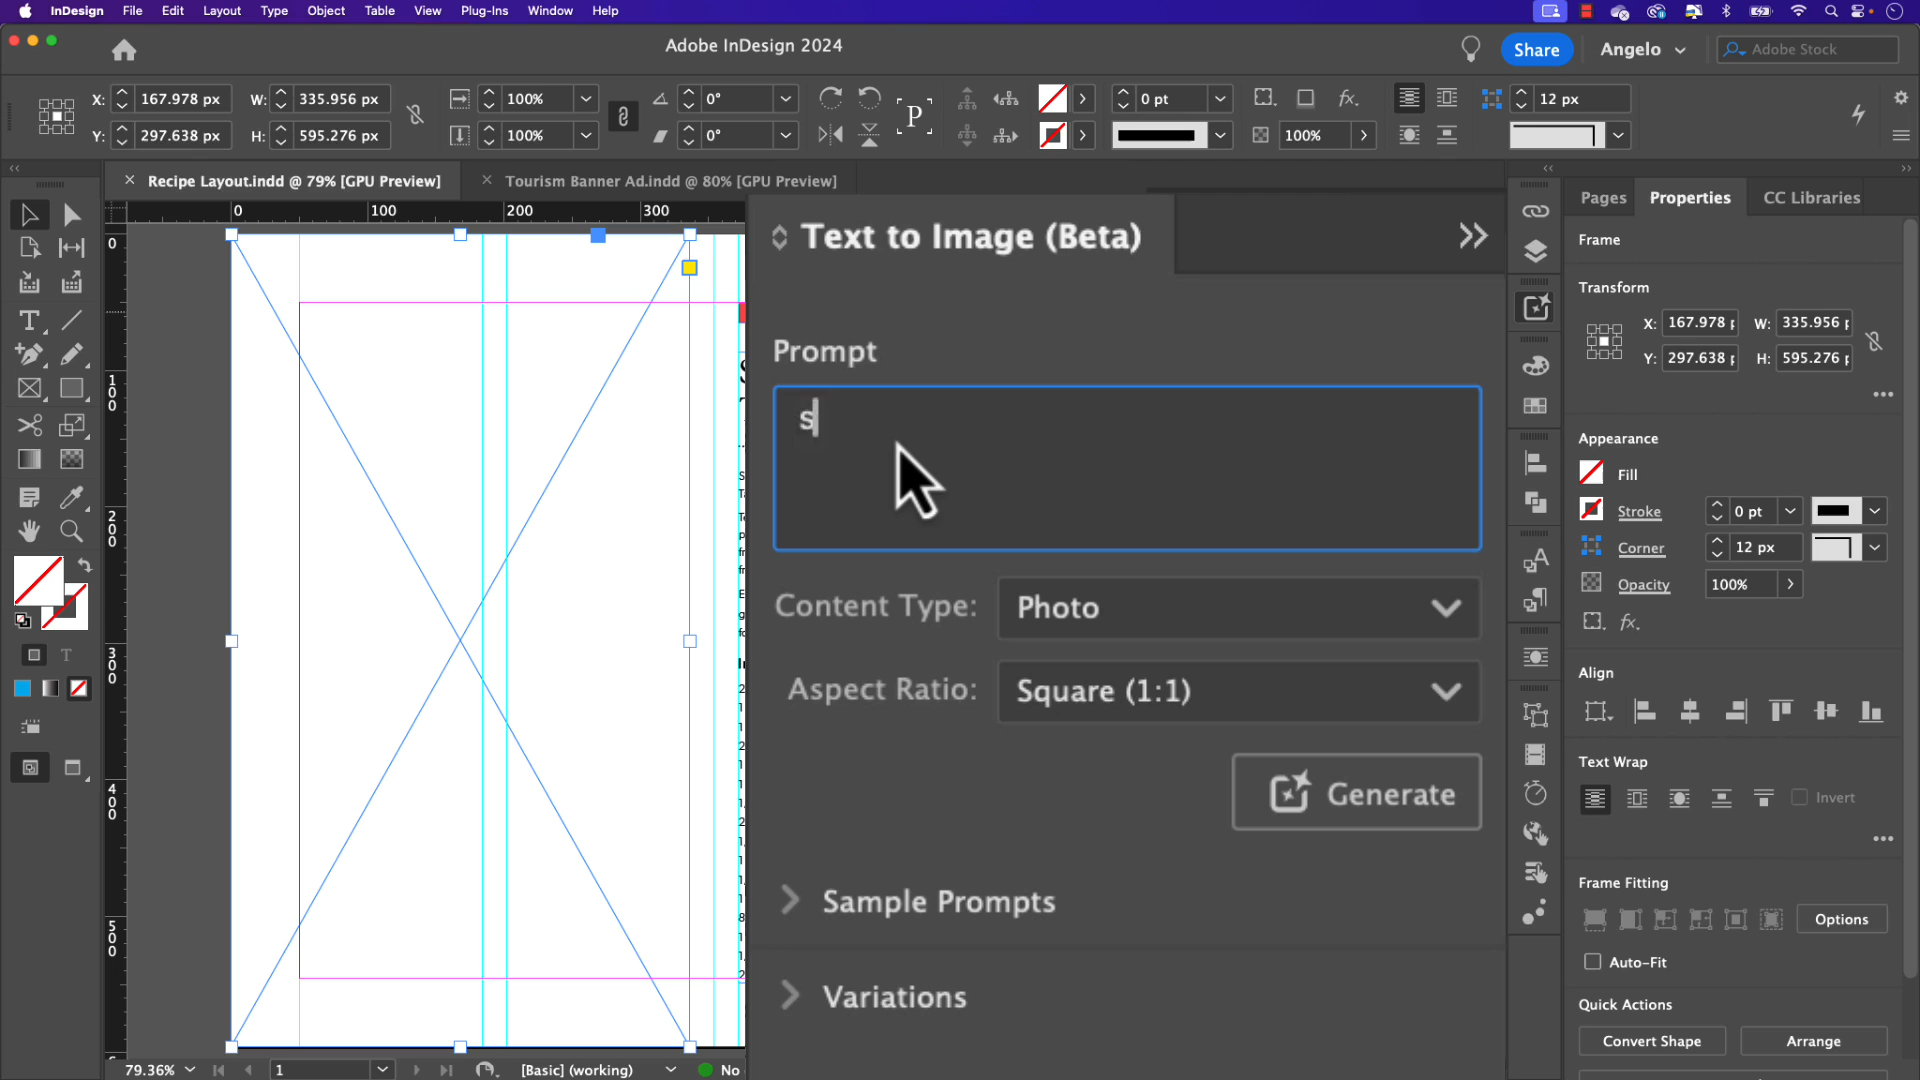 InDesign File Edit Layout Type Object Table View Plug-Ins Window Help
Adobe InDesign 2024
Share
Angelo
Adobe Stock
X: 167.978 px W: 335.956 px 100% 0° 0 pt fx. 12 px
Y: 297.638 px H: 595.276 px 100% 0° 100%
P
× Recipe Layout.indd @ 79% [GPU Preview] × Tourism Banner Ad.indd @ 80% [GPU Preview]
0 100 200 300
0
100
200
300
400
500
Text to Image (Beta)
Prompt
s
Content Type: Photo
Aspect Ratio: Square (1:1)
Generate
Sample Prompts
Variations
Pages Properties CC Libraries
Frame
Transform
X: 167.978 W: 335.956
Y: 297.638 H: 595.276
Appearance
Fill
Stroke 0 pt
Corner 12 px
Opacity 100%
fx.
Align
Text Wrap
Invert
Frame Fitting
Options
Auto-Fit
Quick Actions
Convert Shape Arrange
79.36% 1 [Basic] (working) No